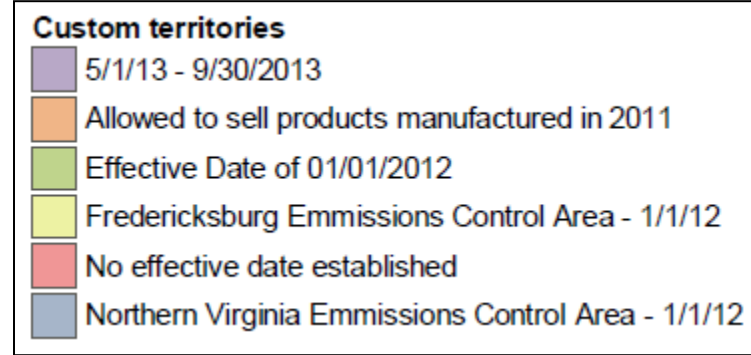 Custom territories
5/1/13 - 9/30/2013
Allowed to sell products manufactured in 2011
Effective Date of 01/01/2012
Fredericksburg Emmissions Control Area - 1/1/12
No effective date established
Northern Virginia Emmissions Control Area - 1/1/12